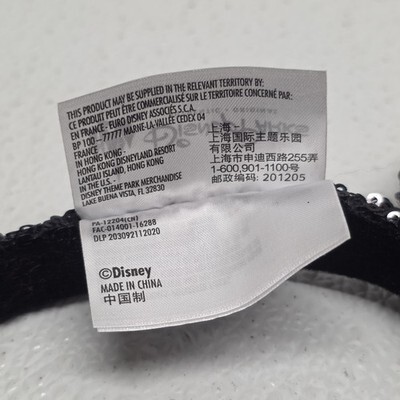 THIS PRODUCT MAY BE SUPPLIED IN THE RELEVANT TERRITORY BY:
CE PRODUIT PEUT ÊTRE COMMERCIALISÉ SUR LE TERRITOIRE CONCERNÉ PAR:
EN FRANCE - EURO DISNEY ASSOCIÉS S.C.A.
BP 100 – 77777 MARNE-LA-VALLÉE CEDEX 04
IN HONG KONG -
HONG KONG DISNEYLAND RESORT
LANTAU ISLAND, HONG KONG
IN THE U.S. -
DISNEY THEME PARK MERCHANDISE
LAKE BUENA VISTA, FL 32830
上海 -
上海国际主题乐园
有限公司
上海市申迪西路255弄
1-600,901-1100号
邮政编码:201205
PA-12204(CN)
FAC-014001-16288
DLP 203092112020
©Disney
MADE IN CHINA
中国制